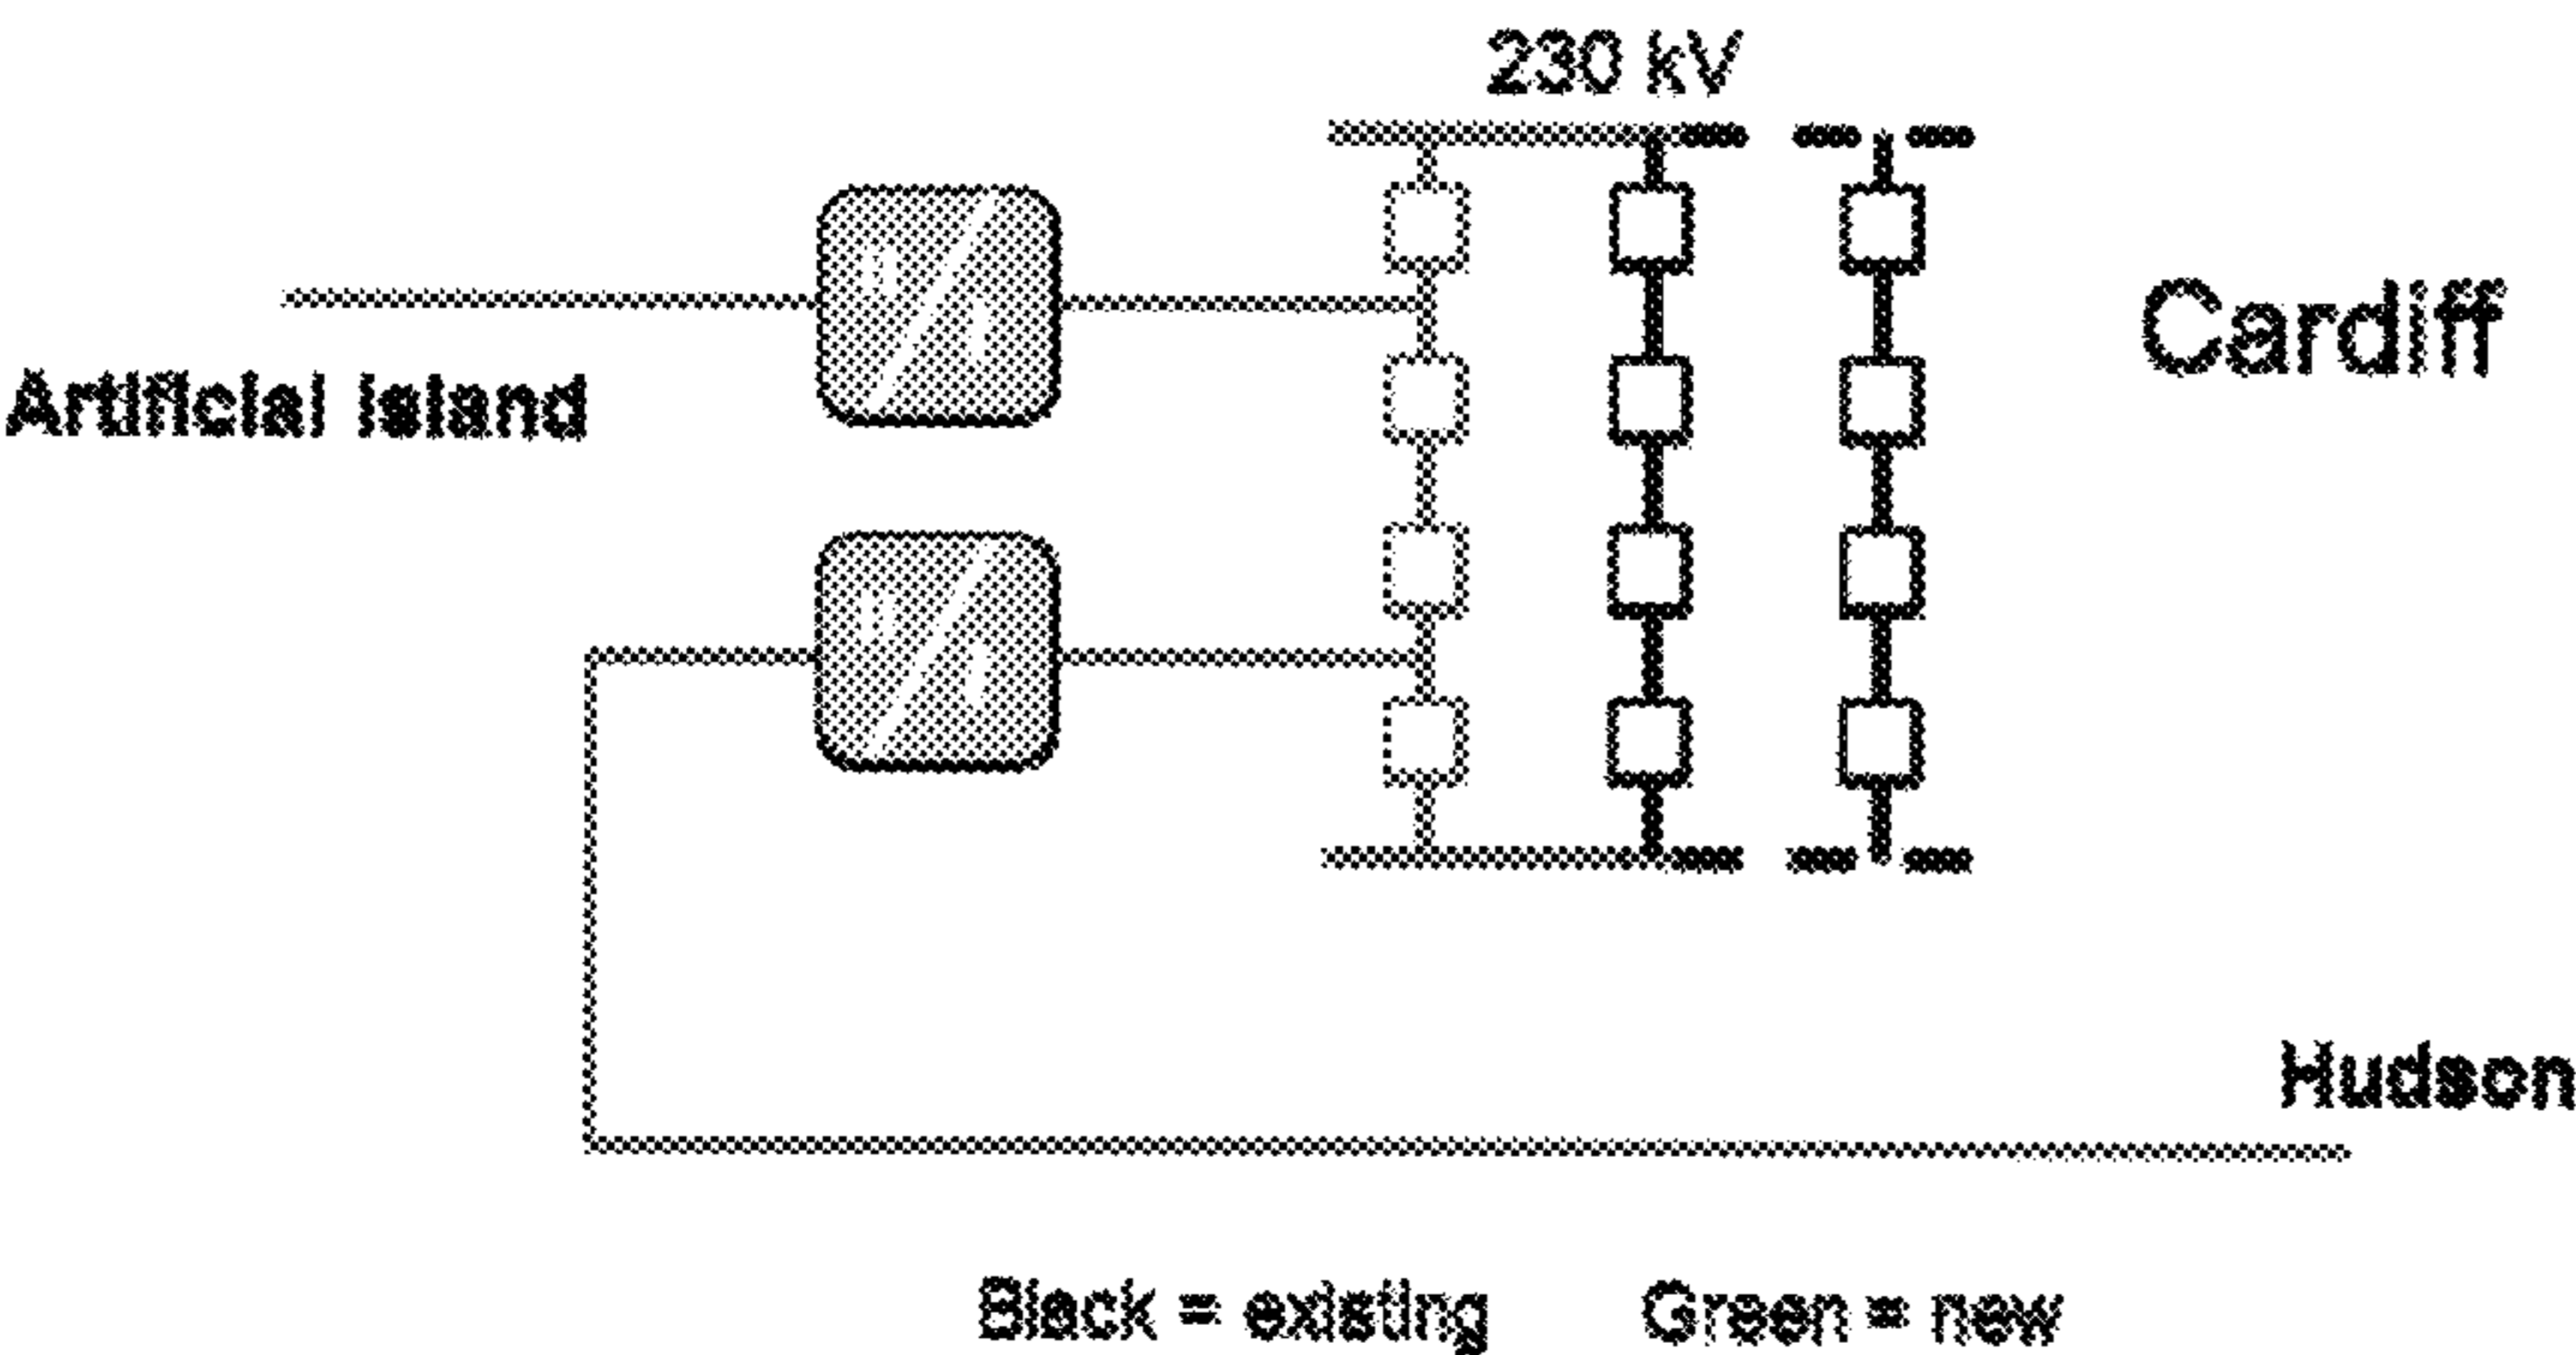 230 kV
Cardiff
Artificial Island
Hudson
Black = existing Green = new